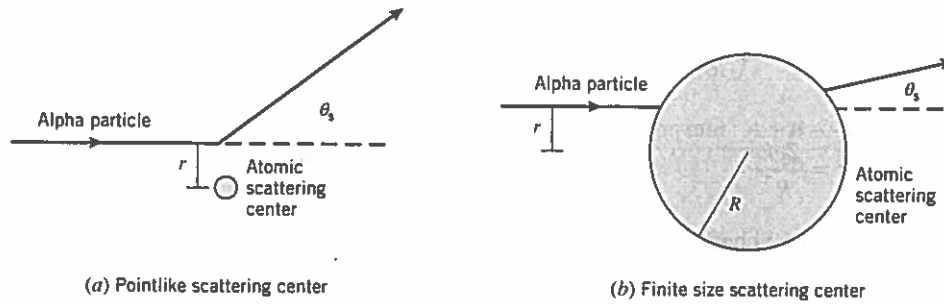 Alpha particle
θs
r
Atomic
scattering
center
(a) Pointlike scattering center
Alpha particle
θs
r
R
Atomic
scattering
center
(b) Finite size scattering center